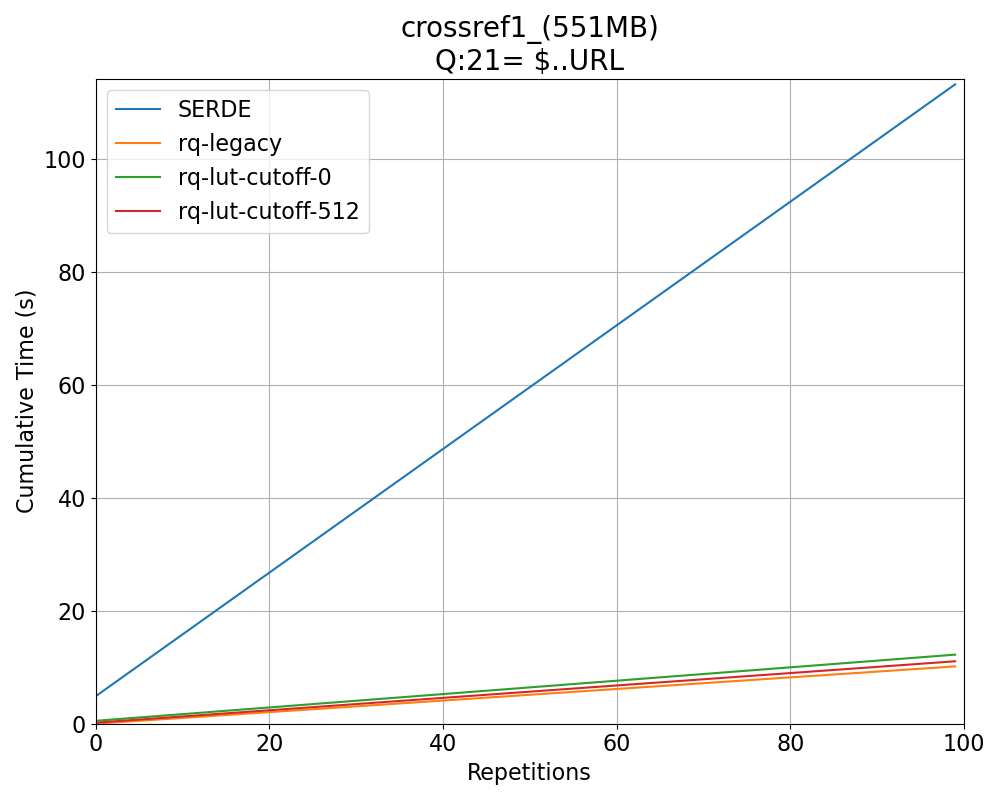 crossref1_(551MB)
Q:21= $..URL
SERDE
rq-legacy
rq-lut-cutoff-0
rq-lut-cutoff-512
Cumulative Time (s)
100
80
60
40
20
0
0 20 40 60 80 100
Repetitions